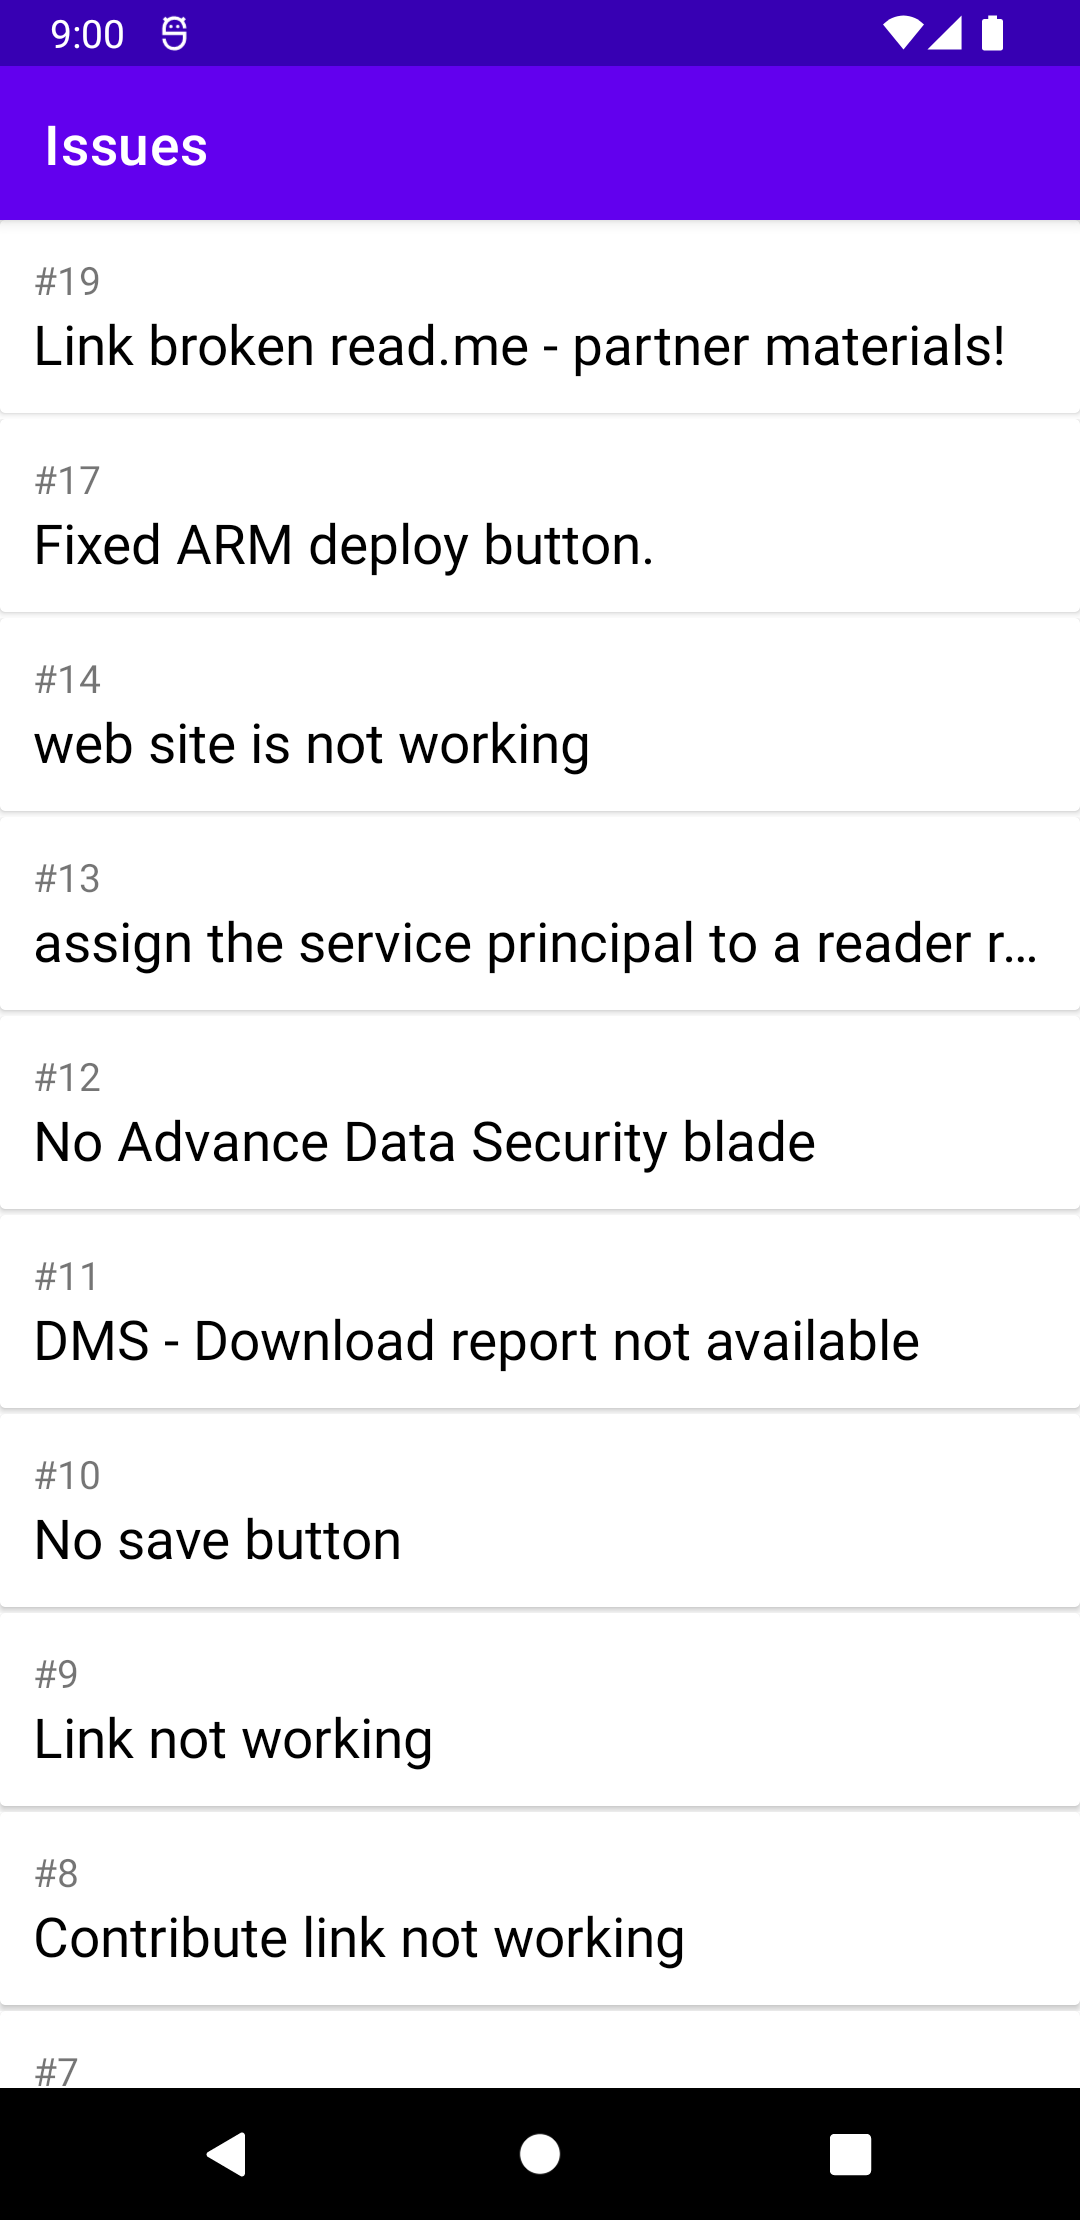 9:00
Issues
#19
Link broken read.me - partner materials!
#17
Fixed ARM deploy button.
#14
web site is not working
#13
assign the service principal to a reader r...
#12
No Advance Data Security blade
#11
DMS - Download report not available
#10
No save button
#9
Link not working
#8
Contribute link not working
#7